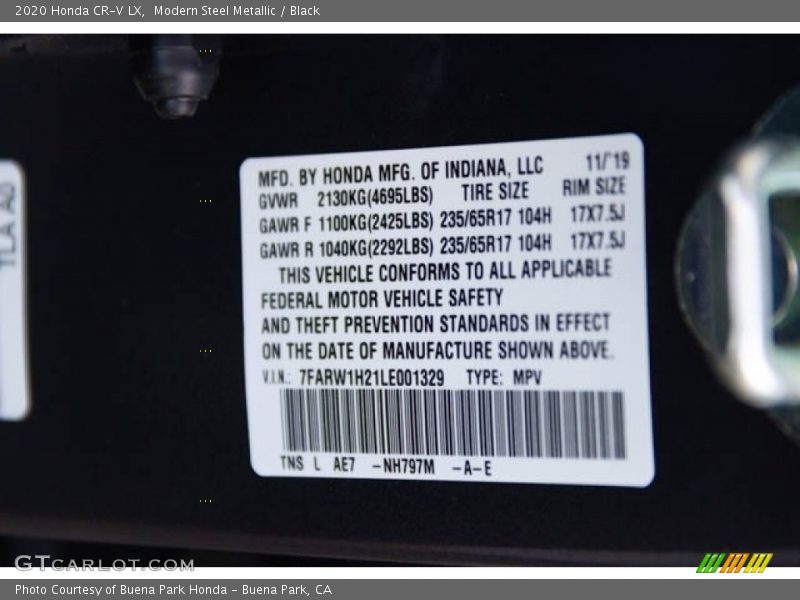 2020 Honda CR-V LX, Modern Steel Metallic / Black
MFD. BY HONDA MFG. OF INDIANA, LLC 11/'19
GVWR 2130KG(4695LBS) TIRE SIZE RIM SIZE
GAWR F 1100KG(2425LBS) 235/65R17 104H 17X7.5J
GAWR R 1040KG(2292LBS) 235/65R17 104H 17X7.5J
THIS VEHICLE CONFORMS TO ALL APPLICABLE
FEDERAL MOTOR VEHICLE SAFETY
AND THEFT PREVENTION STANDARDS IN EFFECT
ON THE DATE OF MANUFACTURE SHOWN ABOVE.
V.I.N.: 7FARW1H21LE001329 TYPE: MPV
TNS L AE7 -NH797M -A-E
GTCARLOT.COM
Photo Courtesy of Buena Park Honda - Buena Park, CA